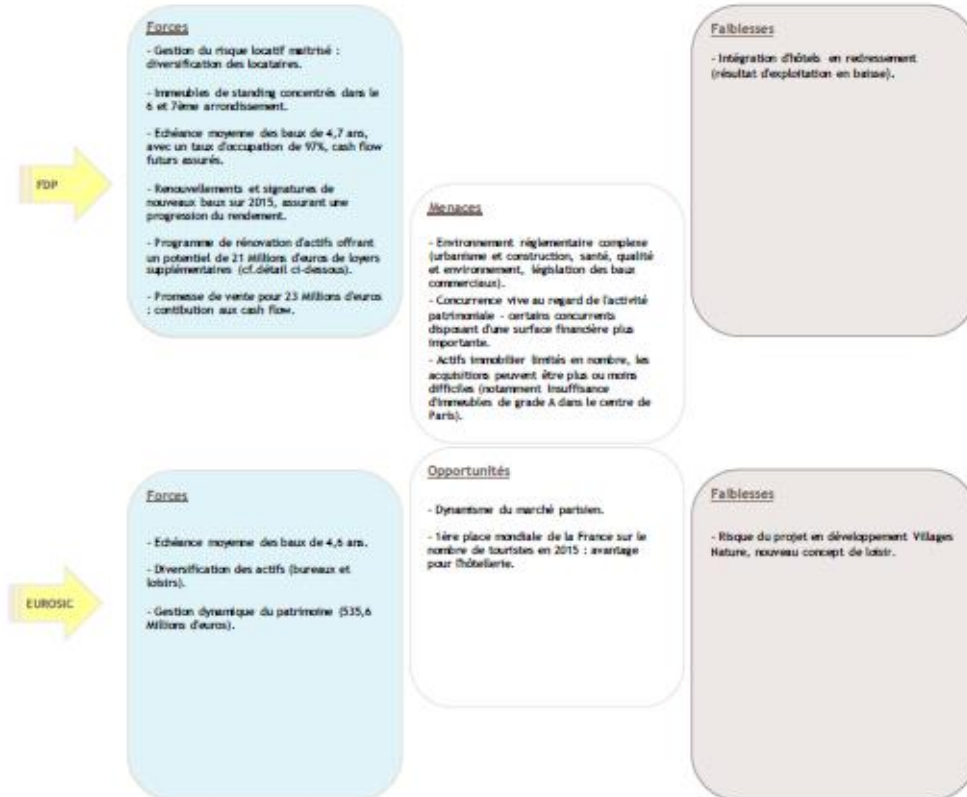 FDP
Forces
- Gestion du risque locatif maîtrisé :
diversification des locataires.
- Immeubles de standing concentrés dans le
6 et 7ème arrondissement.
- Echéance moyenne des baux de 4,7 ans,
avec un taux d'occupation de 97%, cash flow
futurs assurés.
- Renouvellements et signatures de
nouveaux baux sur 2015, assurant une
progression du rendement.
- Programme de rénovation d'actifs offrant
un potentiel de 21 Millions d'euros de loyers
supplémentaires (cf.détail ci-dessous).
- Promesse de vente pour 23 Millions d'euros
: contibution aux cash flow.
Menaces
- Environnement réglementaire complexe
(urbanisme et construction, santé, qualité
et environnement, législation des baux
commerciaux).
- Concurrence vive au regard de l'activité
patrimoniale - certains concurrents
disposant d'une surface financière plus
importante.
- Actifs immobilier limités en nombre, les
acquisitions peuvent être plus ou moins
difficiles (notamment insuffisance
d'immeubles de grade A dans le centre de
Paris).
Faiblesses
- Intégration d'hôtels en redressement
(résultat d'exploitation en baisse).
EUROSIC
Forces
- Echéance moyenne des baux de 4,6 ans.
- Diversification des actifs (bureaux et
loisirs).
- Gestion dynamique du patrimoine (535,6
Millions d'euros).
Opportunités
- Dynamisme du marché parisien.
- 1ère place mondiale de la France sur le
nombre de touristes en 2015 : avantage
pour l'hôtellerie.
Faiblesses
- Risque du projet en développement Villages
Nature, nouveau concept de loisir.